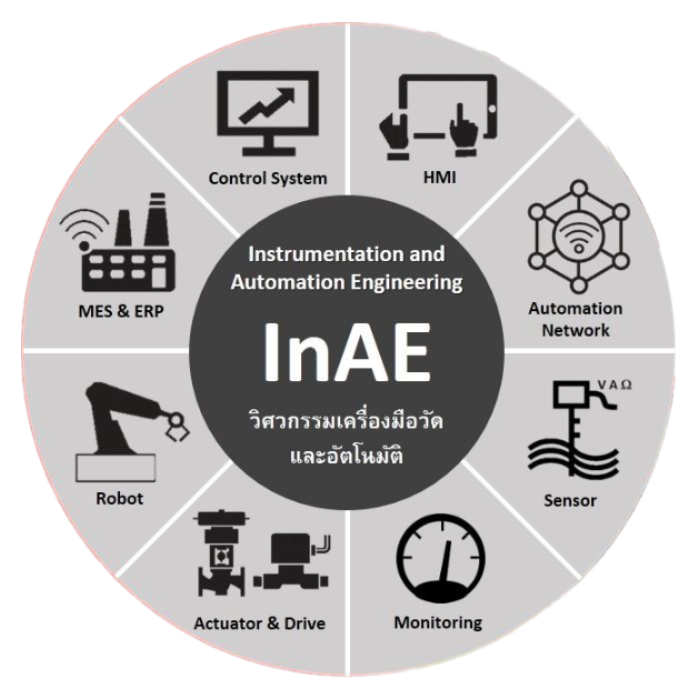 Control System
HMI
Automation
Network
Sensor
V A Ω
Monitoring
Actuator & Drive
Robot
MES & ERP
Instrumentation and
Automation Engineering
InAE
วิศวกรรมเครื่องมือวัด
และอัตโนมัติ